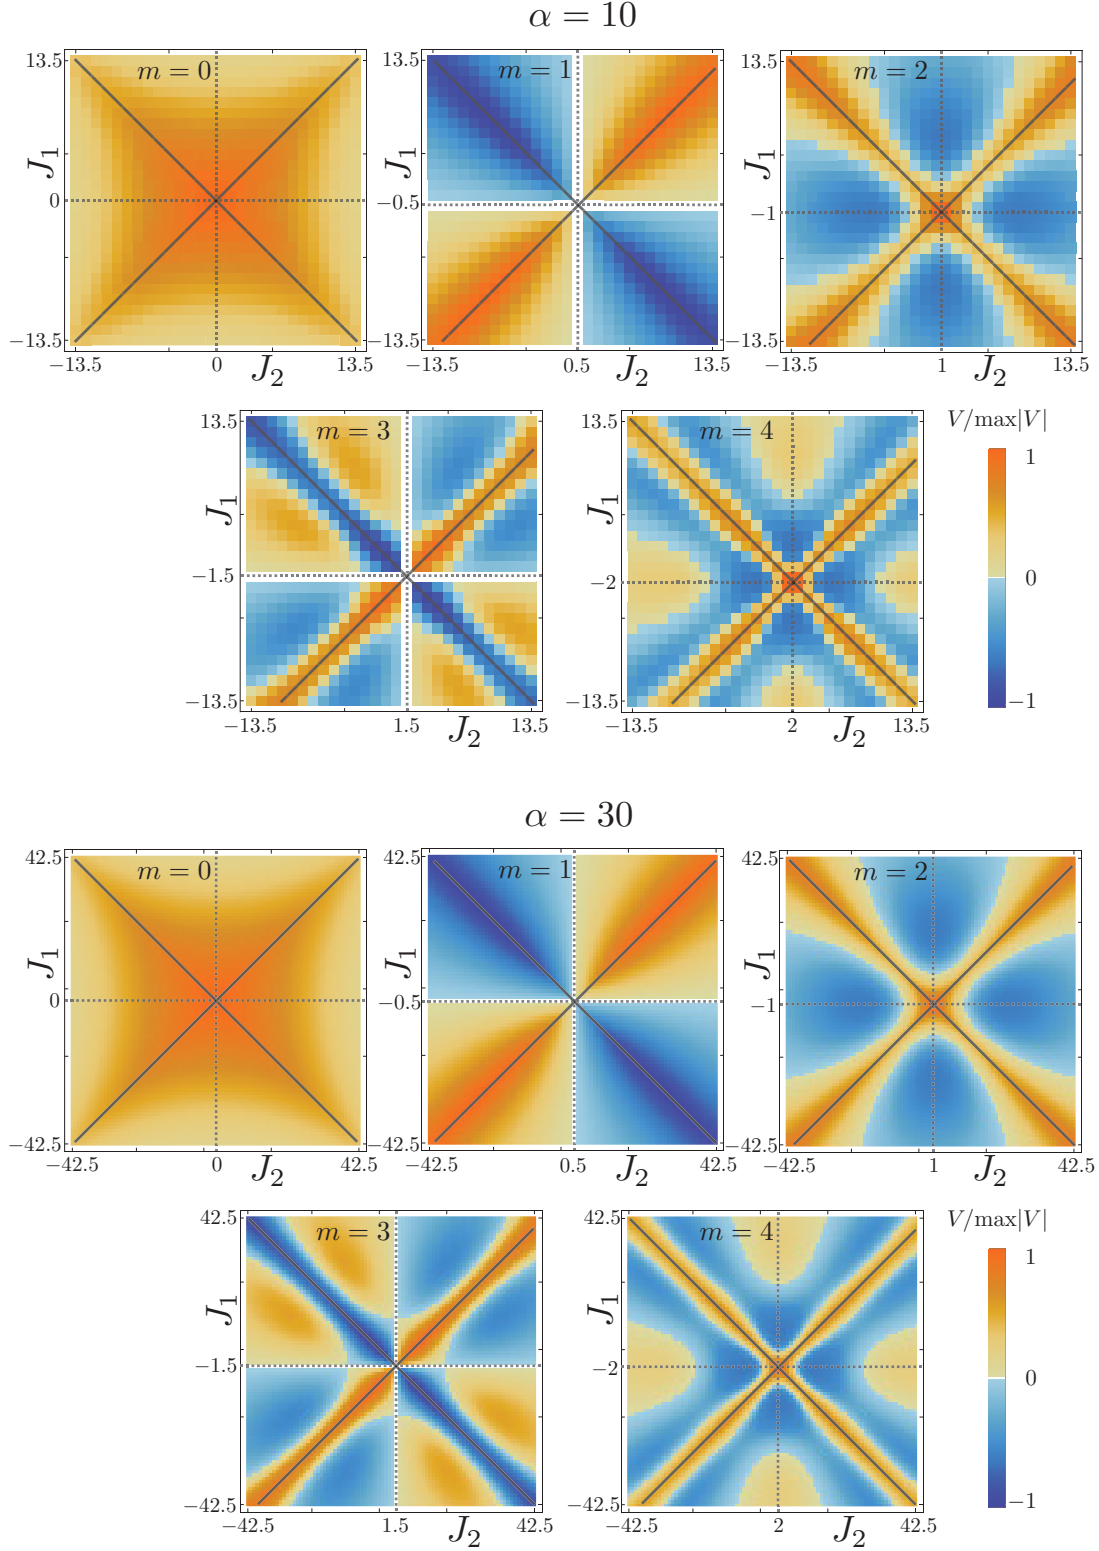 α = 10
13.5 m = 0 13.5 m = 1 13.5 m = 2
J₁ J₁ J₁
0 −0.5 −1
−13.5 −13.5 −13.5
−13.5 0 J₂ 13.5 −13.5 0.5 J₂ 13.5 −13.5 1 J₂ 13.5
13.5 m = 3 13.5 m = 4 V/max|V|
1
J₁ J₁
−1.5 −2 0
−13.5 −13.5 −1
−13.5 1.5 J₂ 13.5 −13.5 2 J₂ 13.5
α = 30
42.5 m = 0 42.5 m = 1 42.5 m = 2
J₁ J₁ J₁
0 −0.5 −1
−42.5 −42.5 −42.5
−42.5 0 J₂ 42.5 −42.5 0.5 J₂ 42.5 −42.5 1 J₂ 42.5
42.5 m = 3 42.5 m = 4 V/max|V|
1
J₁ J₁
−1.5 −2 0
−42.5 −42.5 −1
−42.5 1.5 J₂ 42.5 −42.5 2 J₂ 42.5